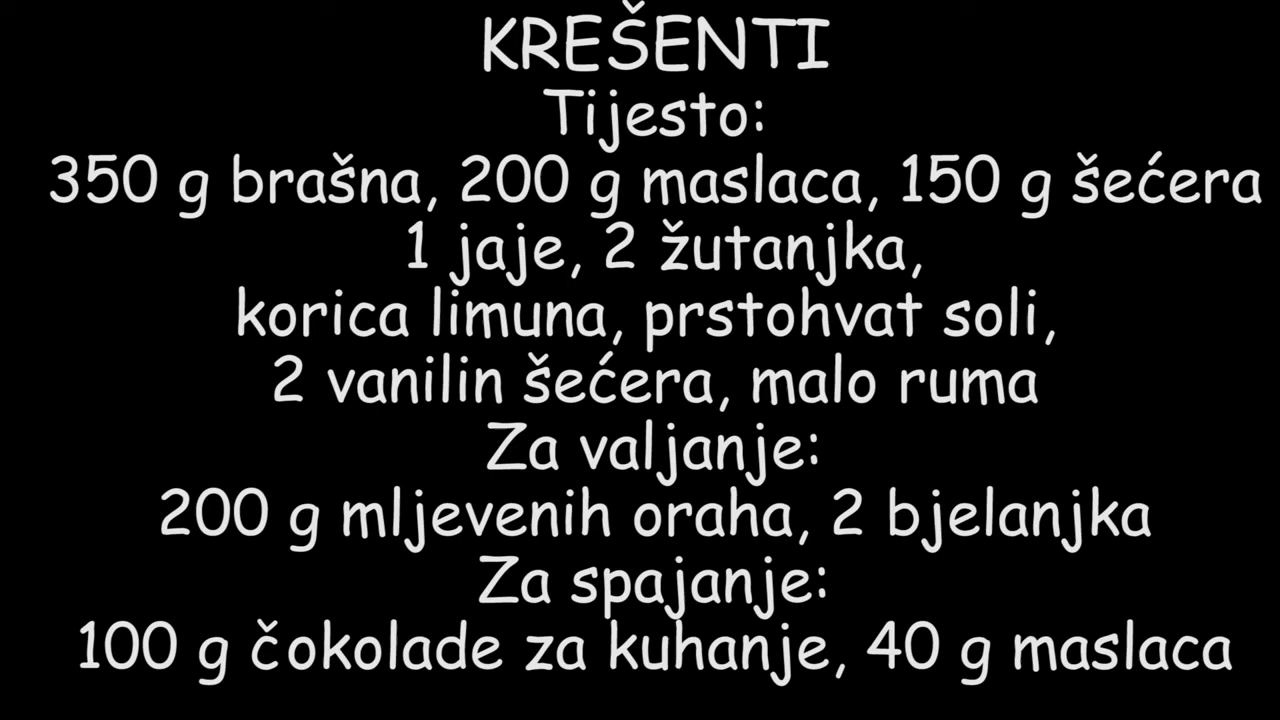 KREŠENTI
Tijesto:
350 g brašna, 200 g maslaca, 150 g šećera
1 jaje, 2 žutanjka,
korica limuna, prstohvat soli,
2 vanilin šećera, malo ruma
Za valjanje:
200 g mljevenih oraha, 2 bjelanjka
Za spajanje:
100 g čokolade za kuhanje, 40 g maslaca